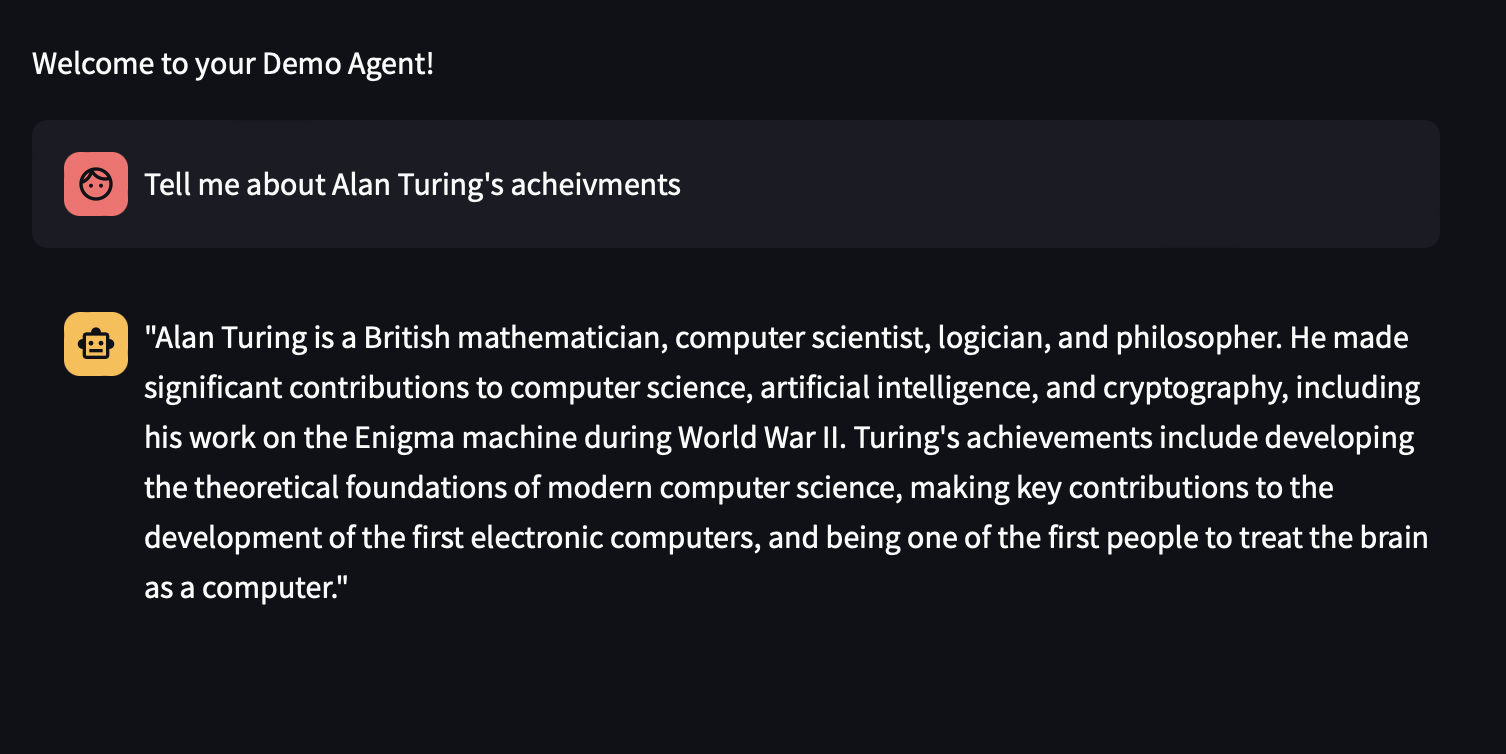 Welcome to your Demo Agent!
Tell me about Alan Turing's acheivments
"Alan Turing is a British mathematician, computer scientist, logician, and philosopher. He made
significant contributions to computer science, artificial intelligence, and cryptography, including
his work on the Enigma machine during World War II. Turing's achievements include developing
the theoretical foundations of modern computer science, making key contributions to the
development of the first electronic computers, and being one of the first people to treat the brain
as a computer."